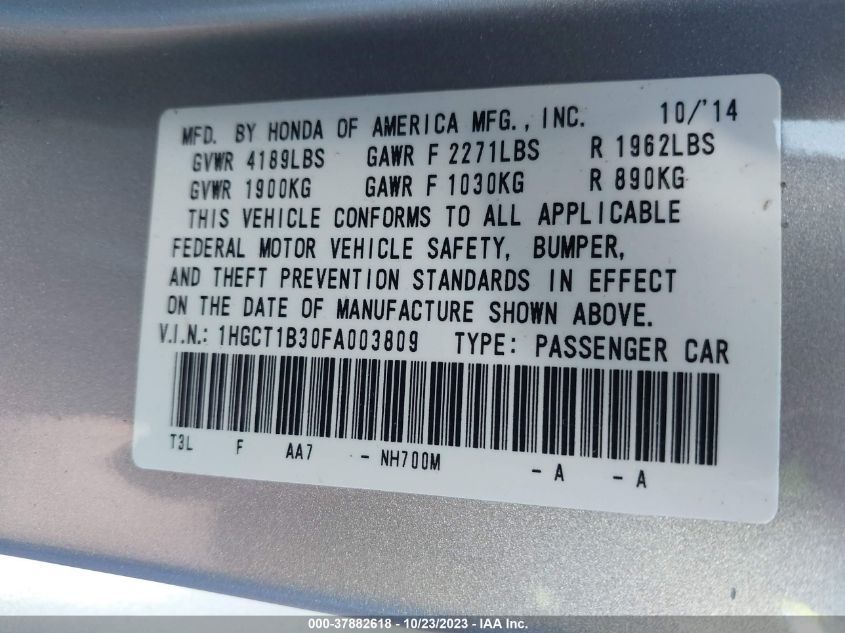 MFD. BY HONDA OF AMERICA MFG., INC. 10/'14
GVWR 4189LBS GAWR F 2271LBS R 1962LBS
GVWR 1900KG GAWR F 1030KG R 890KG
THIS VEHICLE CONFORMS TO ALL APPLICABLE
FEDERAL MOTOR VEHICLE SAFETY, BUMPER,
AND THEFT PREVENTION STANDARDS IN EFFECT
ON THE DATE OF MANUFACTURE SHOWN ABOVE.
V.I.N.: 1HGCT1B30FA003809 TYPE: PASSENGER CAR
T3L F AA7 - NH700M - A - A
000-37882618 - 10/23/2023 - IAA Inc.